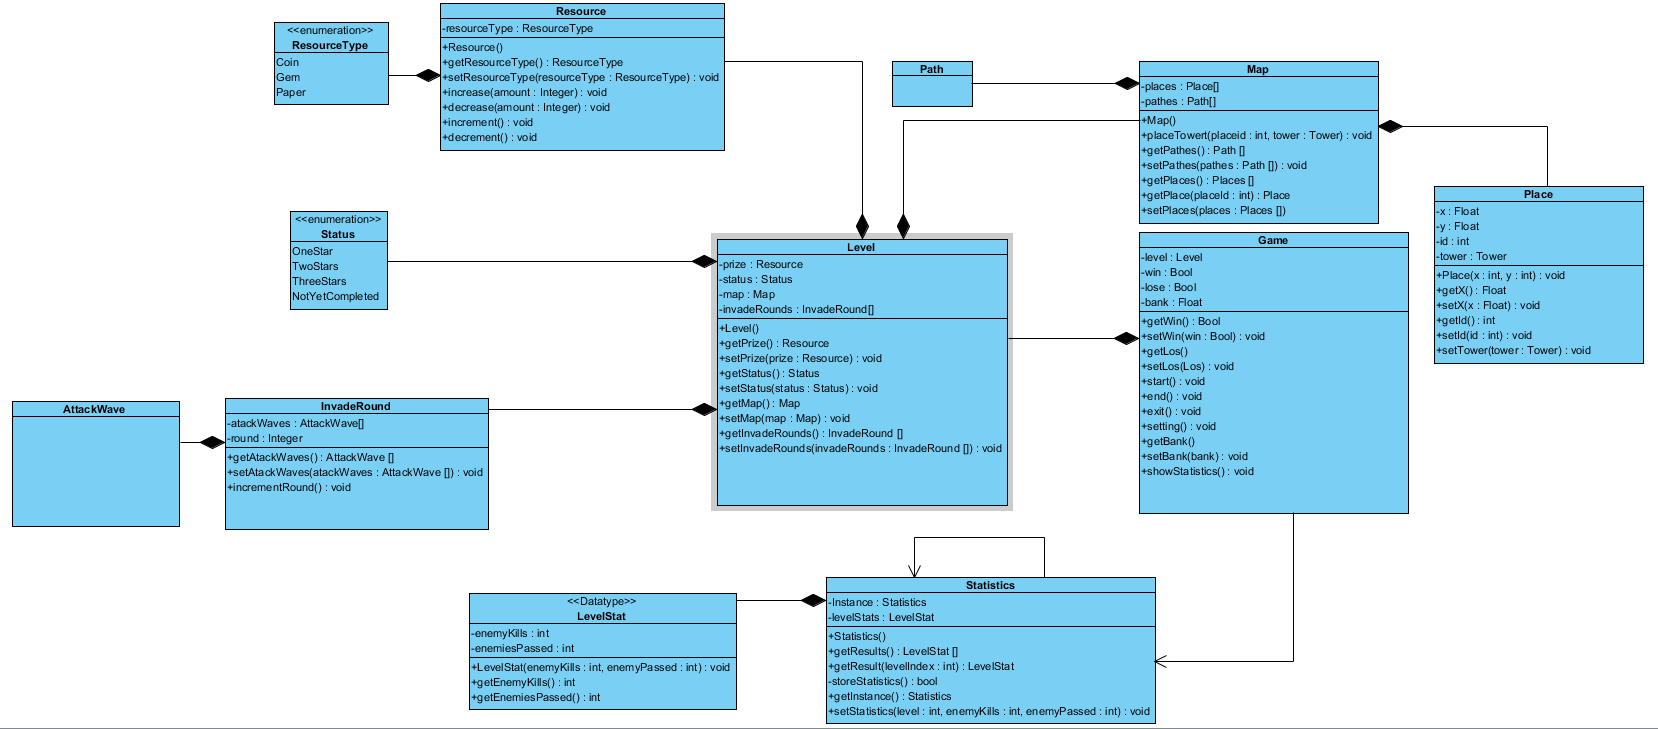 <<enumeration>>
ResourceType
Coin
Gem
Paper
Resource
-resourceType : ResourceType
+Resource()
+getResourceType() : ResourceType
+setResourceType(resourceType : ResourceType) : void
+increase(amount : Integer) : void
+decrease(amount : Integer) : void
+increment() : void
+decrement() : void
Path
Map
-places : Place[]
-pathes : Path[]
+Map()
+placeTowert(placeid : int, tower : Tower) : void
+getPathes() : Path []
+setPathes(pathes : Path []) : void
+getPlaces() : Places []
+getPlace(placeId : int) : Place
+setPlaces(places : Places [])
Place
-x : Float
-y : Float
-id : int
-tower : Tower
+Place(x : int, y : int) : void
+getX() : Float
+setX(x : Float) : void
+getId() : int
+setId(id : int) : void
+setTower(tower : Tower) : void
<<enumeration>>
Status
OneStar
TwoStars
ThreeStars
NotYetCompleted
Level
-prize : Resource
-status : Status
-map : Map
-invadeRounds : InvadeRound[]
+Level()
+getPrize() : Resource
+setPrize(prize : Resource) : void
+getStatus() : Status
+setStatus(status : Status) : void
+getMap() : Map
+setMap(map : Map) : void
+getInvadeRounds() : InvadeRound []
+setInvadeRounds(invadeRounds : InvadeRound []) : void
Game
-level : Level
-win : Bool
-lose : Bool
-bank : Float
+getWin() : Bool
+setWin(win : Bool) : void
+getLos()
+setLos(Los) : void
+start() : void
+end() : void
+exit() : void
+setting() : void
+getBank()
+setBank(bank) : void
+showStatistics() : void
AttackWave
InvadeRound
-atackWaves : AttackWave[]
-round : Integer
+getAtackWaves() : AttackWave []
+setAtackWaves(atackWaves : AttackWave []) : void
+incrementRound() : void
<<Datatype>>
LevelStat
-enemyKills : int
-enemiesPassed : int
+LevelStat(enemyKills : int, enemyPassed : int) : void
+getEnemyKills() : int
+getEnemiesPassed() : int
Statistics
-Instance : Statistics
-levelStats : LevelStat
+Statistics()
+getResults() : LevelStat []
+getResult(levelIndex : int) : LevelStat
-storeStatistics() : bool
+getInstance() : Statistics
+setStatistics(level : int, enemyKills : int, enemyPassed : int) : void